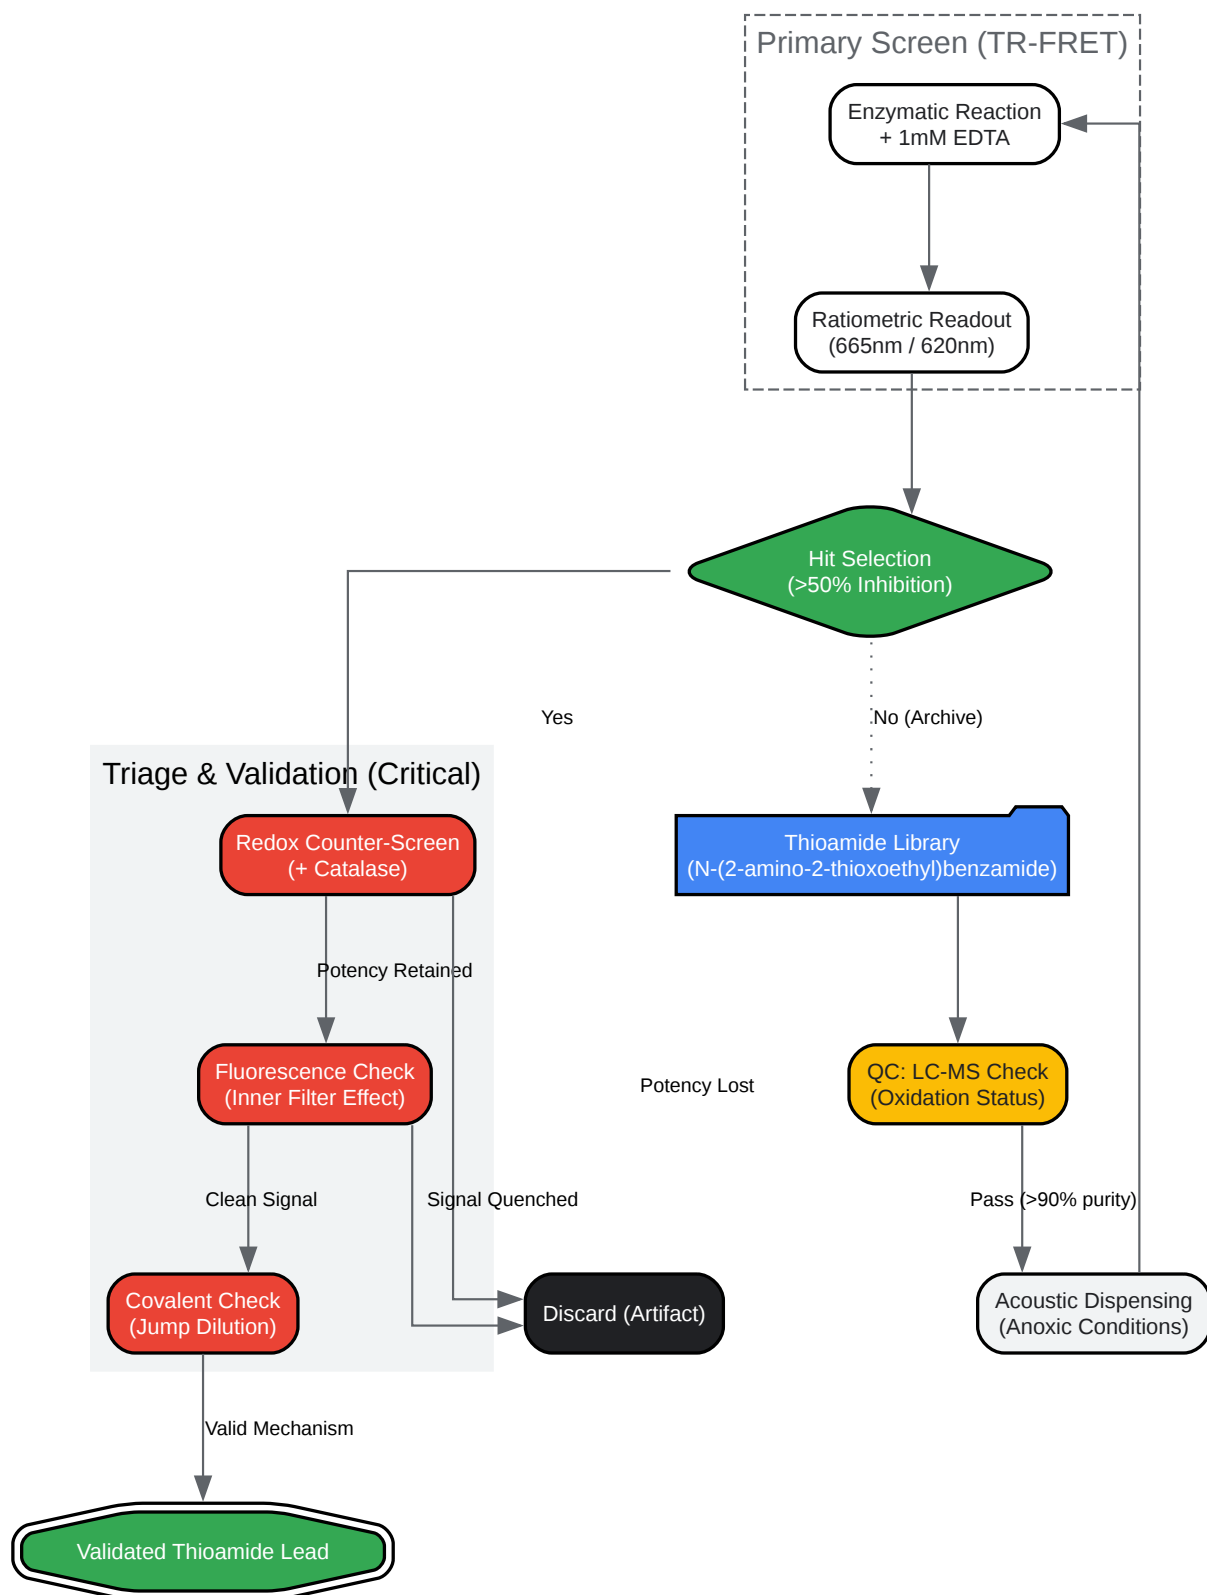 Primary Screen (TR-FRET)
Enzymatic Reaction
+ 1mM EDTA
Ratiometric Readout
(665nm / 620nm)
Hit Selection
(>50% Inhibition)
Yes
No (Archive)
Triage & Validation (Critical)
Redox Counter-Screen
(+ Catalase)
Thioamide Library
(N-(2-amino-2-thioxoethyl)benzamide)
Potency Retained
Fluorescence Check
(Inner Filter Effect)
Potency Lost
QC: LC-MS Check
(Oxidation Status)
Clean Signal
Signal Quenched
Pass (>90% purity)
Covalent Check
(Jump Dilution)
Discard (Artifact)
Acoustic Dispensing
(Anoxic Conditions)
Valid Mechanism
Validated Thioamide Lead